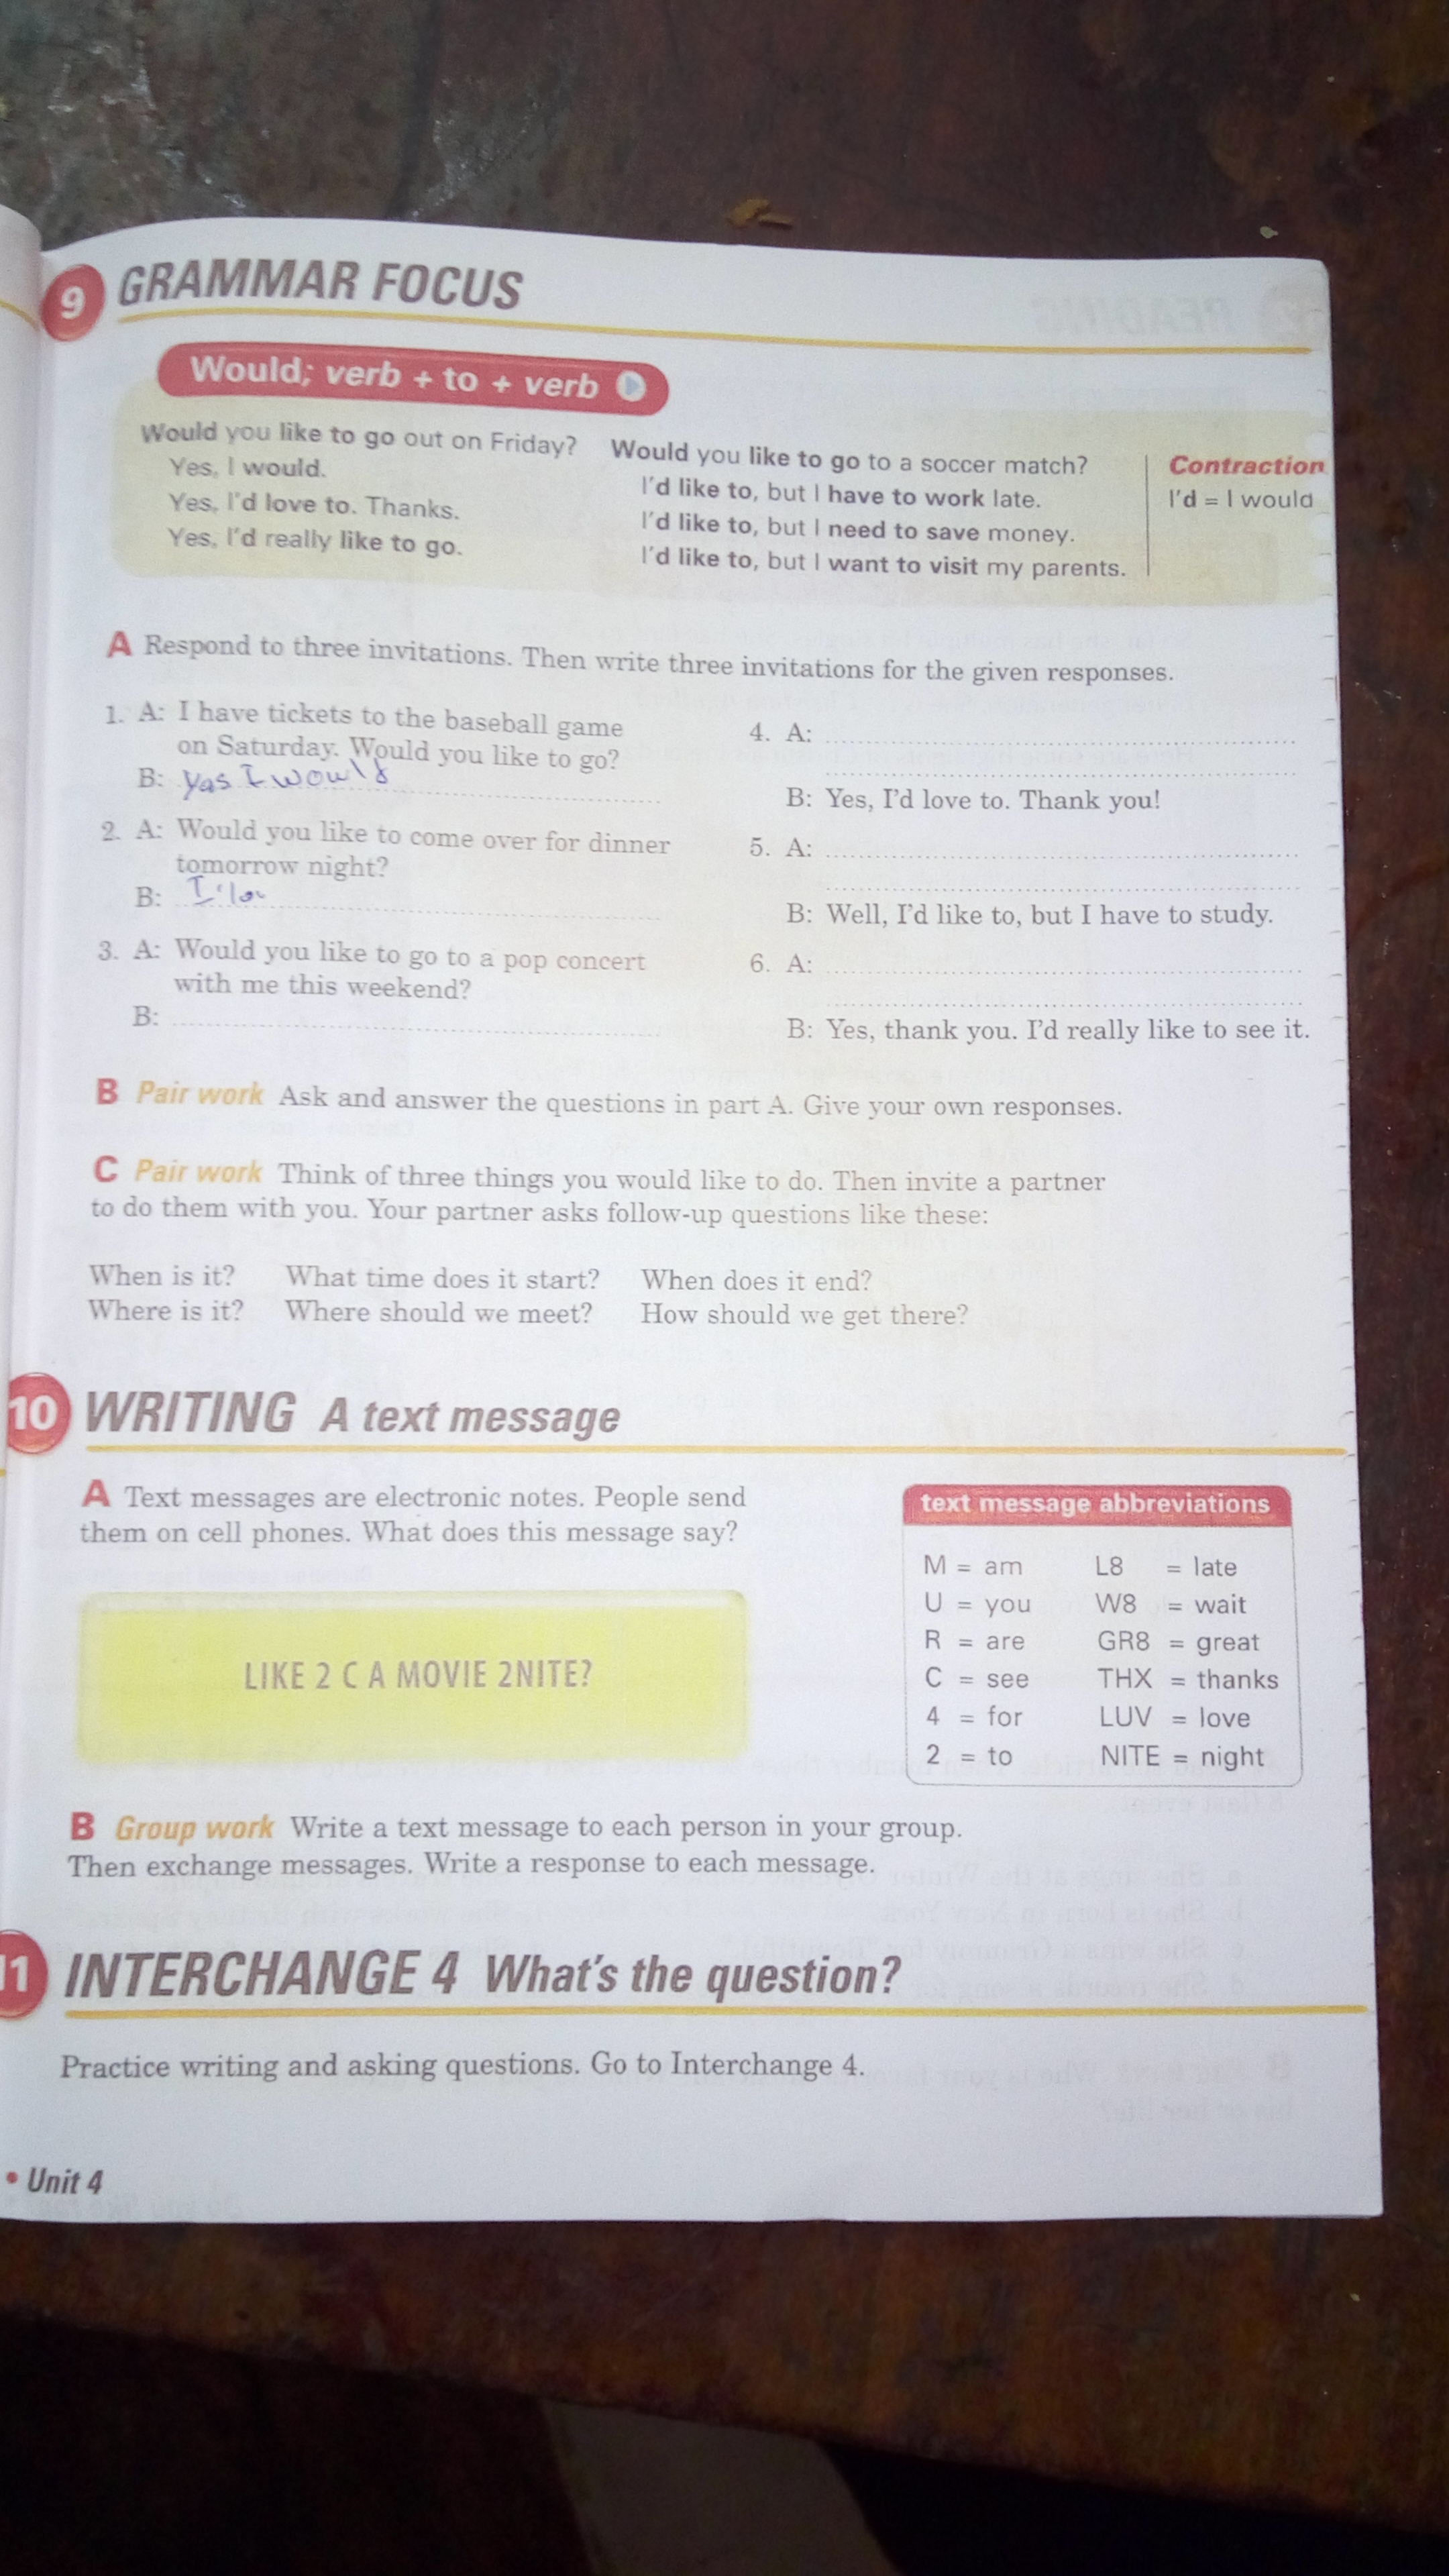 9 GRAMMAR FOCUS
Would; verb + to + verb
Would you like to go out on Friday?
Yes, I would.
Yes, I'd love to. Thanks.
Yes, I'd really like to go.
Would you like to go to a soccer match?
I'd like to, but I have to work late.
I'd like to, but I need to save money.
I'd like to, but I want to visit my parents.
Contraction
I'd = I would
A Respond to three invitations. Then write three invitations for the given responses.
1. A: I have tickets to the baseball game
on Saturday. Would you like to go?
B: yas I would
2. A: Would you like to come over for dinner
tomorrow night?
B:
3. A: Would you like to go to a pop concert
with me this weekend?
B:
4. A:
B: Yes, I'd love to. Thank you!
5. A:
B: Well, I'd like to, but I have to study.
6. A:
B: Yes, thank you. I'd really like to see it.
B Pair work Ask and answer the questions in part A. Give your own responses.
C Pair work Think of three things you would like to do. Then invite a partner
to do them with you. Your partner asks follow-up questions like these:
When is it? What time does it start? When does it end?
Where is it? Where should we meet? How should we get there?
10 WRITING A text message
A Text messages are electronic notes. People send
them on cell phones. What does this message say?
LIKE 2 C A MOVIE 2NITE?
text message abbreviations
M = am L8 = late
U = you W8 = wait
R = are GR8 = great
C = see THX = thanks
4 = for LUV = love
2 = to NITE = night
B Group work Write a text message to each person in your group.
Then exchange messages. Write a response to each message.
11 INTERCHANGE 4 What's the question?
Practice writing and asking questions. Go to Interchange 4.
• Unit 4